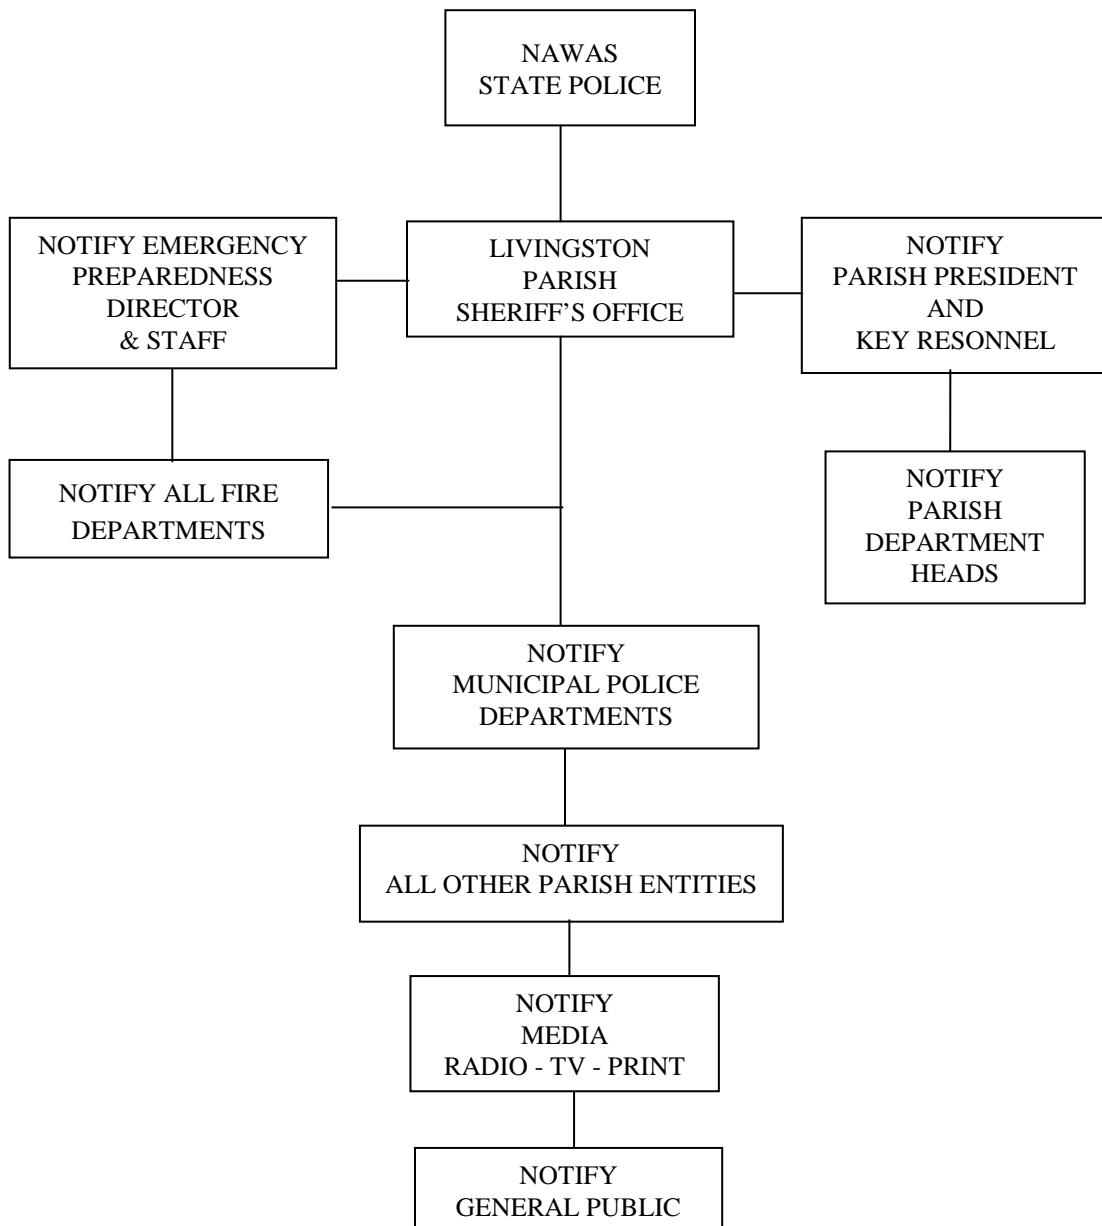 NAWAS
STATE POLICE
NOTIFY EMERGENCY
PREPAREDNESS
DIRECTOR
& STAFF
LIVINGSTON
PARISH
SHERIFF’S OFFICE
NOTIFY
PARISH PRESIDENT
AND
KEY RESONNEL
NOTIFY ALL FIRE
DEPARTMENTS
NOTIFY
PARISH
DEPARTMENT
HEADS
NOTIFY
MUNICIPAL POLICE
DEPARTMENTS
NOTIFY
ALL OTHER PARISH ENTITIES
NOTIFY
MEDIA
RADIO - TV - PRINT
NOTIFY
GENERAL PUBLIC